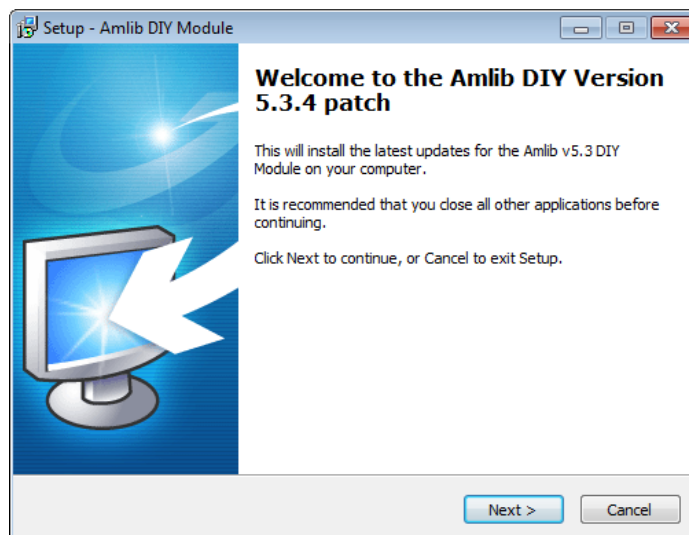 Setup - Amlib DIY Module
Welcome to the Amlib DIY Version
5.3.4 patch
This will install the latest updates for the Amlib v5.3 DIY
Module on your computer.
It is recommended that you close all other applications before
continuing.
Click Next to continue, or Cancel to exit Setup.
Next >
Cancel